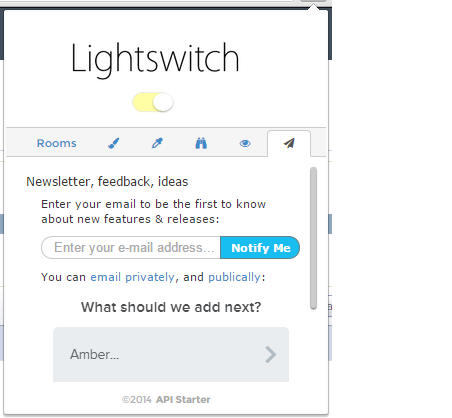 Lightswitch
Rooms
Newsletter, feedback, ideas
Enter your email to be the first to know
about new features & releases:
Enter your e-mail address... Notify Me
You can email privately, and publically:
What should we add next?
Amber...
©2014 API Starter